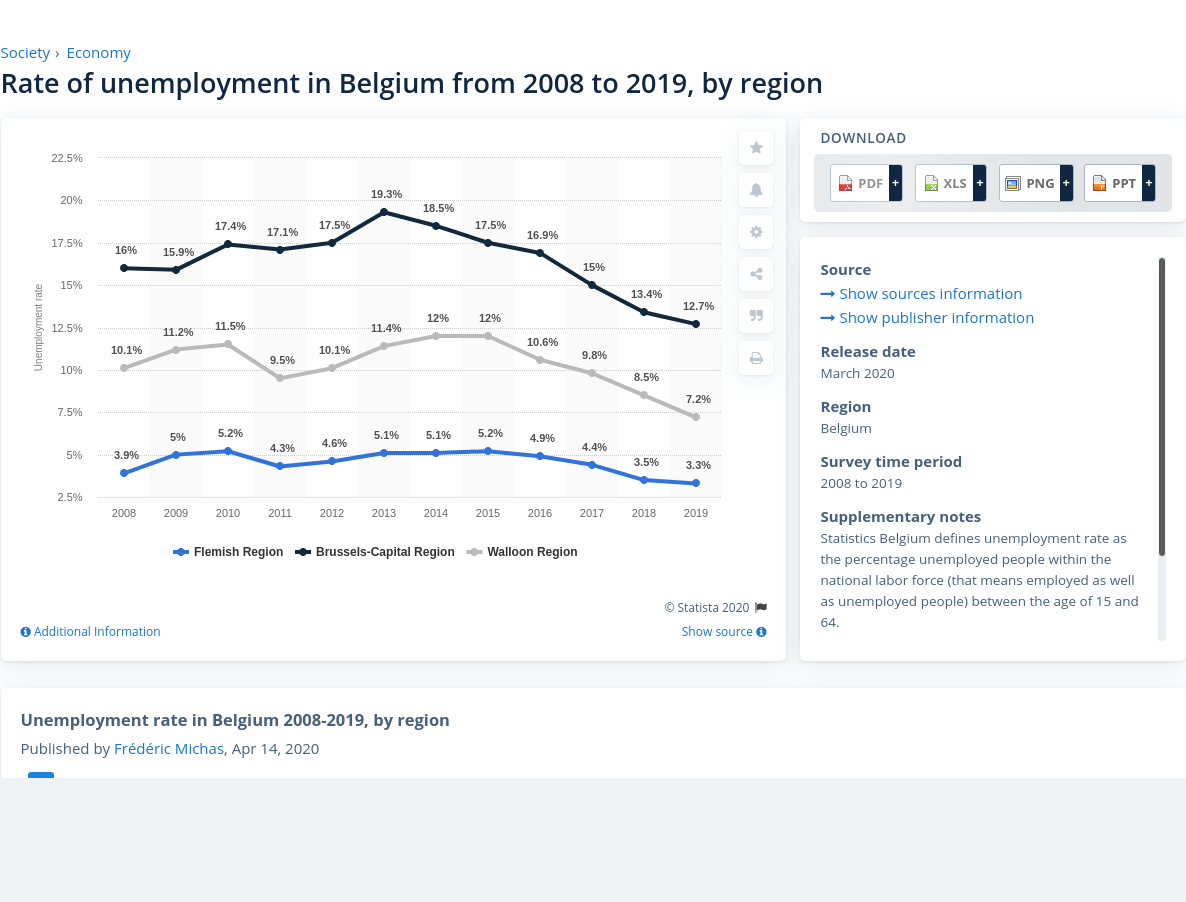 Society › Economy
Rate of unemployment in Belgium from 2008 to 2019, by region
22.5%
20%
17.5%
15%
12.5%
10%
7.5%
5%
2.5%
Unemployment rate
16%
15.9%
17.4%
17.1%
17.5%
19.3%
18.5%
17.5%
16.9%
15%
13.4%
12.7%
10.1%
11.2%
11.5%
9.5%
10.1%
11.4%
12%
12%
10.6%
9.8%
8.5%
7.2%
3.9%
5%
5.2%
4.3%
4.6%
5.1%
5.1%
5.2%
4.9%
4.4%
3.5%
3.3%
2008 2009 2010 2011 2012 2013 2014 2015 2016 2017 2018 2019
Flemish Region Brussels-Capital Region Walloon Region
© Statista 2020
Additional Information
Show source
DOWNLOAD
PDF + XLS + PNG + PPT +
Source
Show sources information
Show publisher information
Release date
March 2020
Region
Belgium
Survey time period
2008 to 2019
Supplementary notes
Statistics Belgium defines unemployment rate as
the percentage unemployed people within the
national labor force (that means employed as well
as unemployed people) between the age of 15 and
64.
Unemployment rate in Belgium 2008-2019, by region
Published by Frédéric Michas, Apr 14, 2020